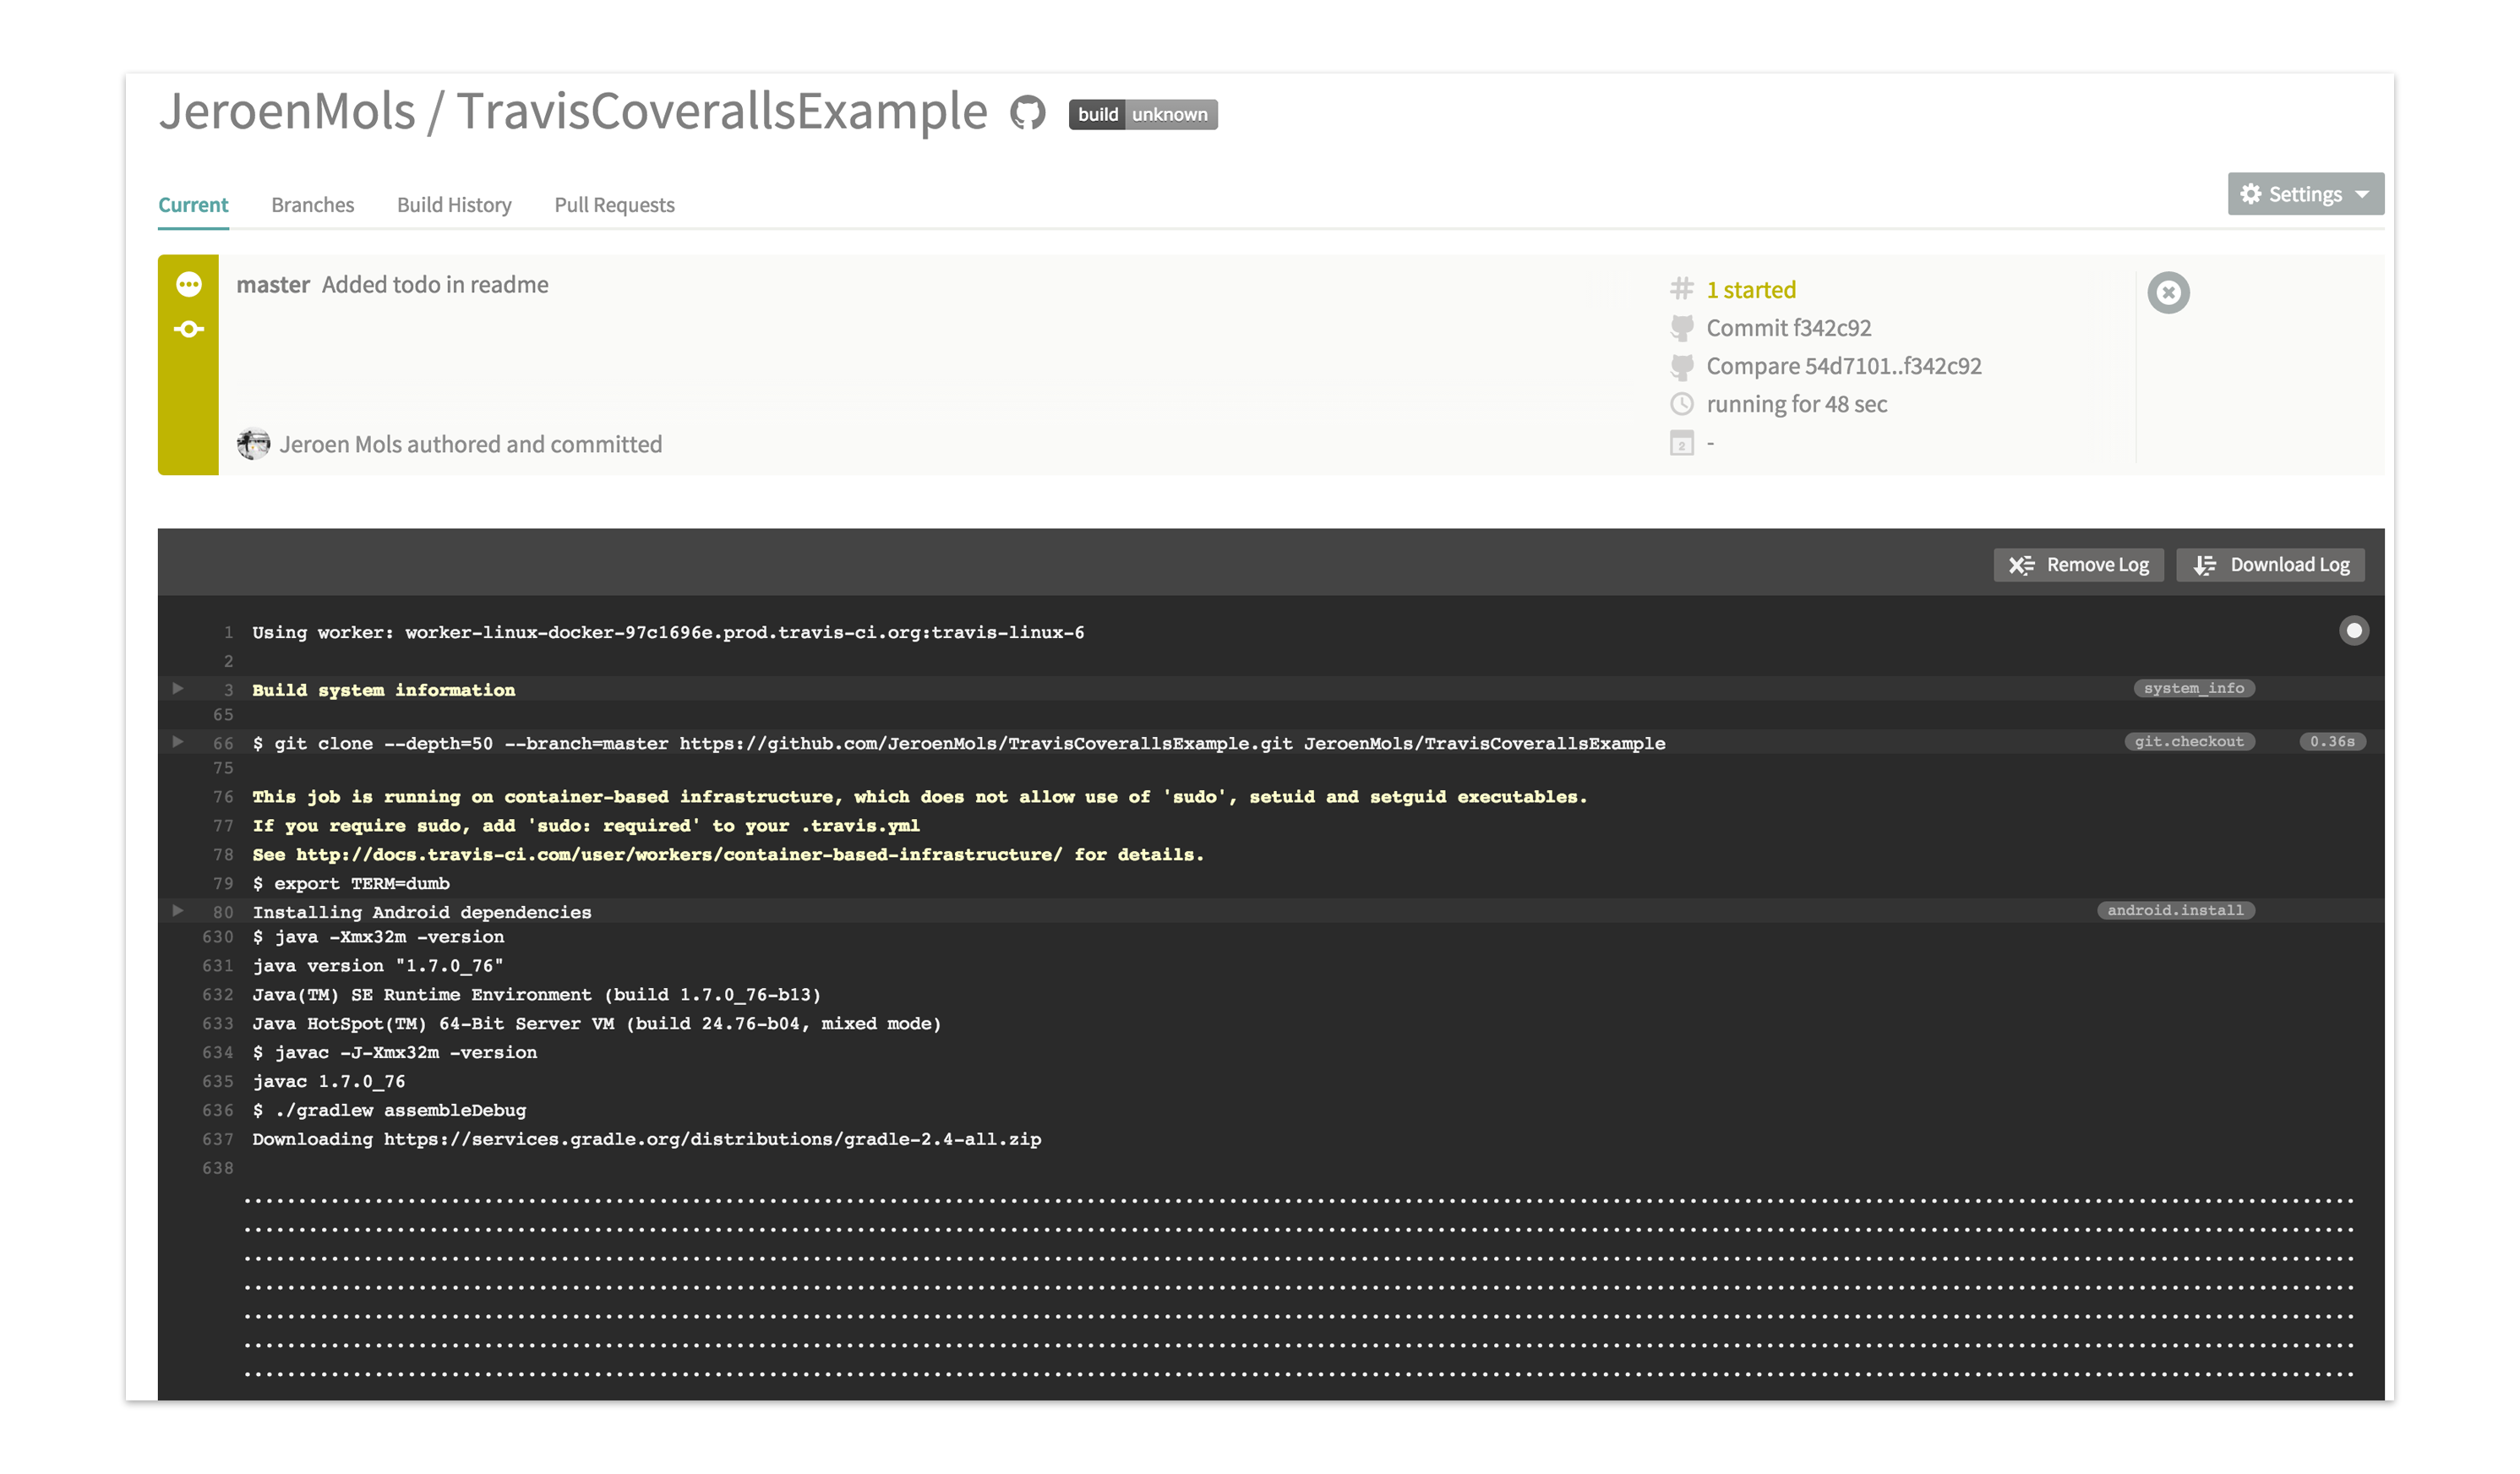 JeroenMols / TravisCoverallsExample build unknown
Current Branches Build History Pull Requests Settings
master Added todo in readme
1 started
Commit f342c92
Compare 54d7101..f342c92
running for 48 sec
2 -
Jeroen Mols authored and committed
Remove Log Download Log
1 Using worker: worker-linux-docker-97c1696e.prod.travis-ci.org:travis-linux-6
2
3 Build system information system_info
65
66 $ git clone --depth=50 --branch=master https://github.com/JeroenMols/TravisCoverallsExample.git JeroenMols/TravisCoverallsExample git.checkout 0.36s
75
76 This job is running on container-based infrastructure, which does not allow use of 'sudo', setuid and setguid executables.
77 If you require sudo, add 'sudo: required' to your .travis.yml
78 See http://docs.travis-ci.com/user/workers/container-based-infrastructure/ for details.
79 $ export TERM=dumb
80 Installing Android dependencies android.install
630 $ java -Xmx32m -version
631 java version "1.7.0_76"
632 Java(TM) SE Runtime Environment (build 1.7.0_76-b13)
633 Java HotSpot(TM) 64-Bit Server VM (build 24.76-b04, mixed mode)
634 $ javac -J-Xmx32m -version
635 javac 1.7.0_76
636 $ ./gradlew assembleDebug
637 Downloading https://services.gradle.org/distributions/gradle-2.4-all.zip
638